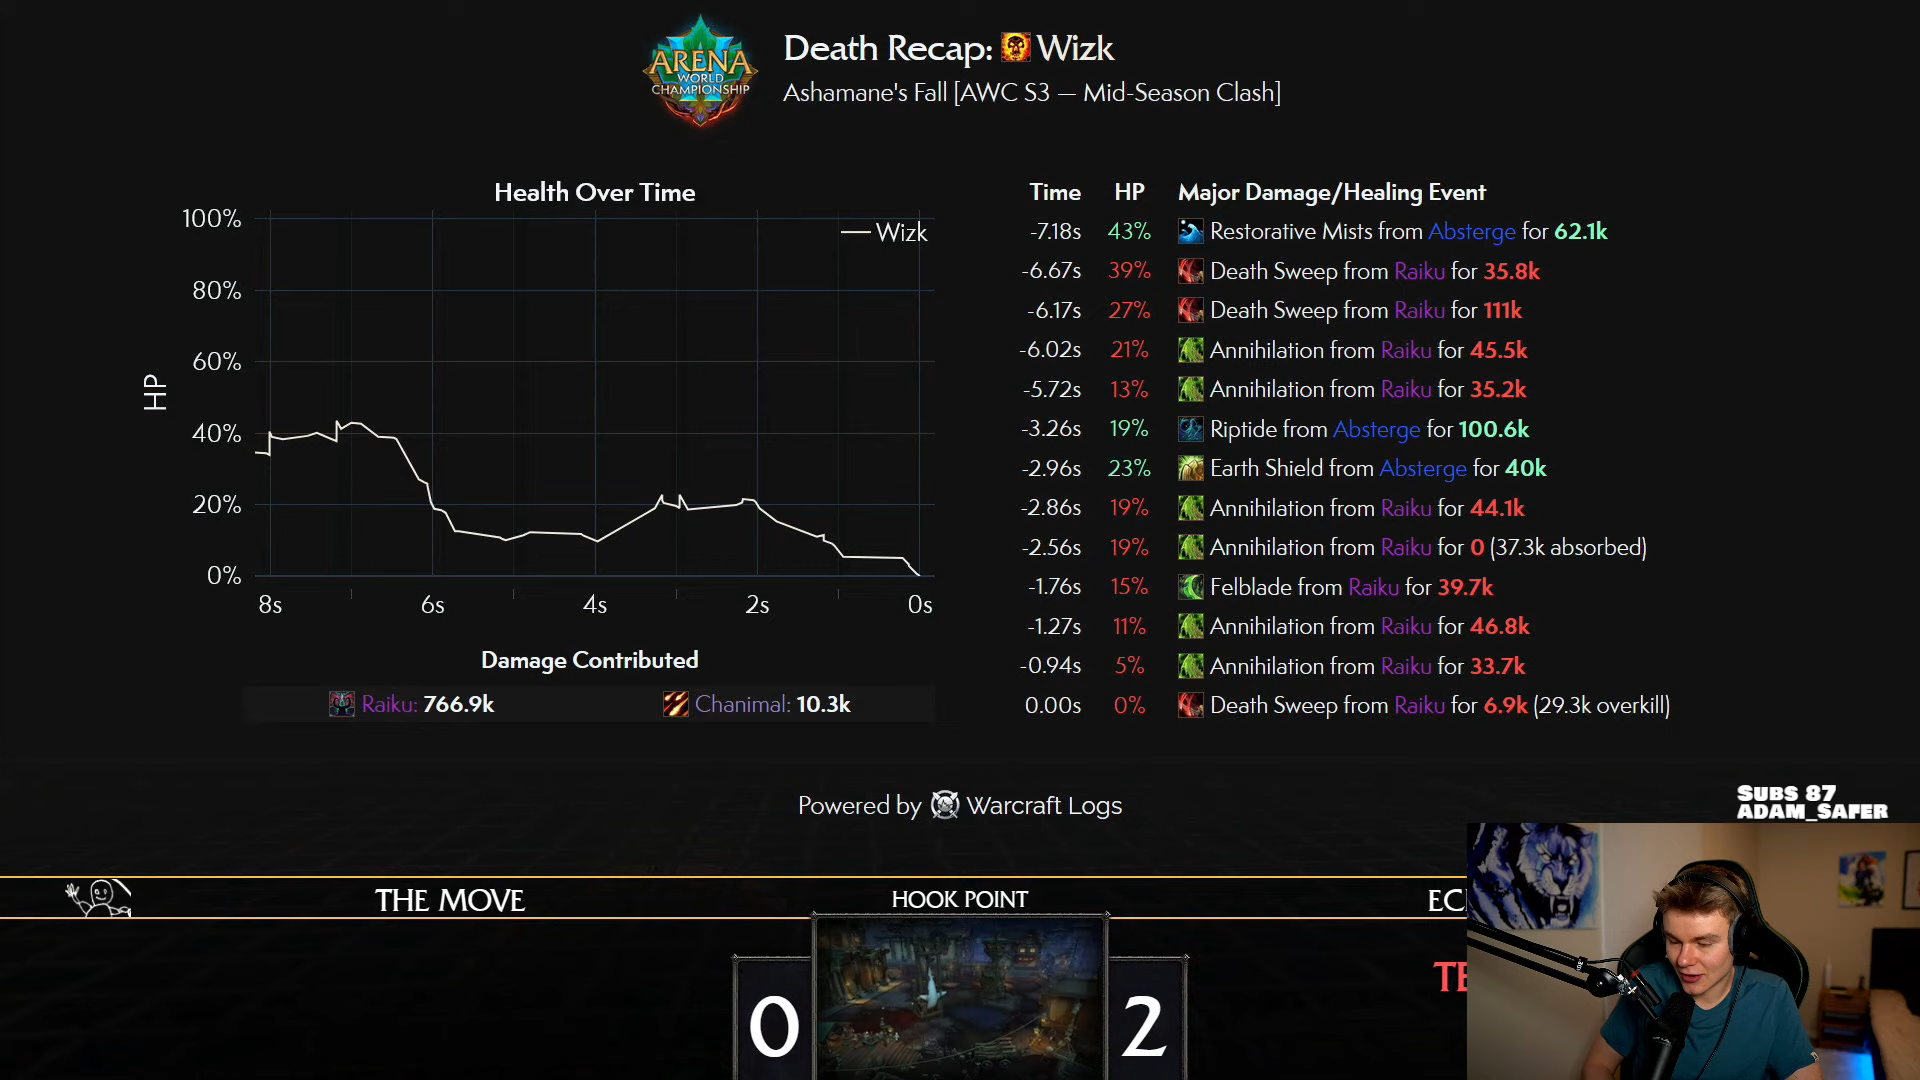 ARENA
WORLD
CHAMPIONSHIP
Death Recap: Wizk
Ashamane's Fall [AWC S3 — Mid-Season Clash]
Health Over Time
100%
80%
60%
40%
20%
0%
HP
Wizk
8s 6s 4s 2s 0s
Damage Contributed
Raiku: 766.9k Chanimal: 10.3k
Time HP Major Damage/Healing Event
-7.18s 43% Restorative Mists from Absterge for 62.1k
-6.67s 39% Death Sweep from Raiku for 35.8k
-6.17s 27% Death Sweep from Raiku for 111k
-6.02s 21% Annihilation from Raiku for 45.5k
-5.72s 13% Annihilation from Raiku for 35.2k
-3.26s 19% Riptide from Absterge for 100.6k
-2.96s 23% Earth Shield from Absterge for 40k
-2.86s 19% Annihilation from Raiku for 44.1k
-2.56s 19% Annihilation from Raiku for 0 (37.3k absorbed)
-1.76s 15% Felblade from Raiku for 39.7k
-1.27s 11% Annihilation from Raiku for 46.8k
-0.94s 5% Annihilation from Raiku for 33.7k
0.00s 0% Death Sweep from Raiku for 6.9k (29.3k overkill)
Powered by Warcraft Logs
SUBS 87
ADAM_SAFER
THE MOVE
HOOK POINT
EC
TE
0
2